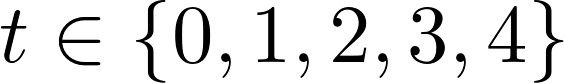 t ∈ {0, 1, 2, 3, 4}